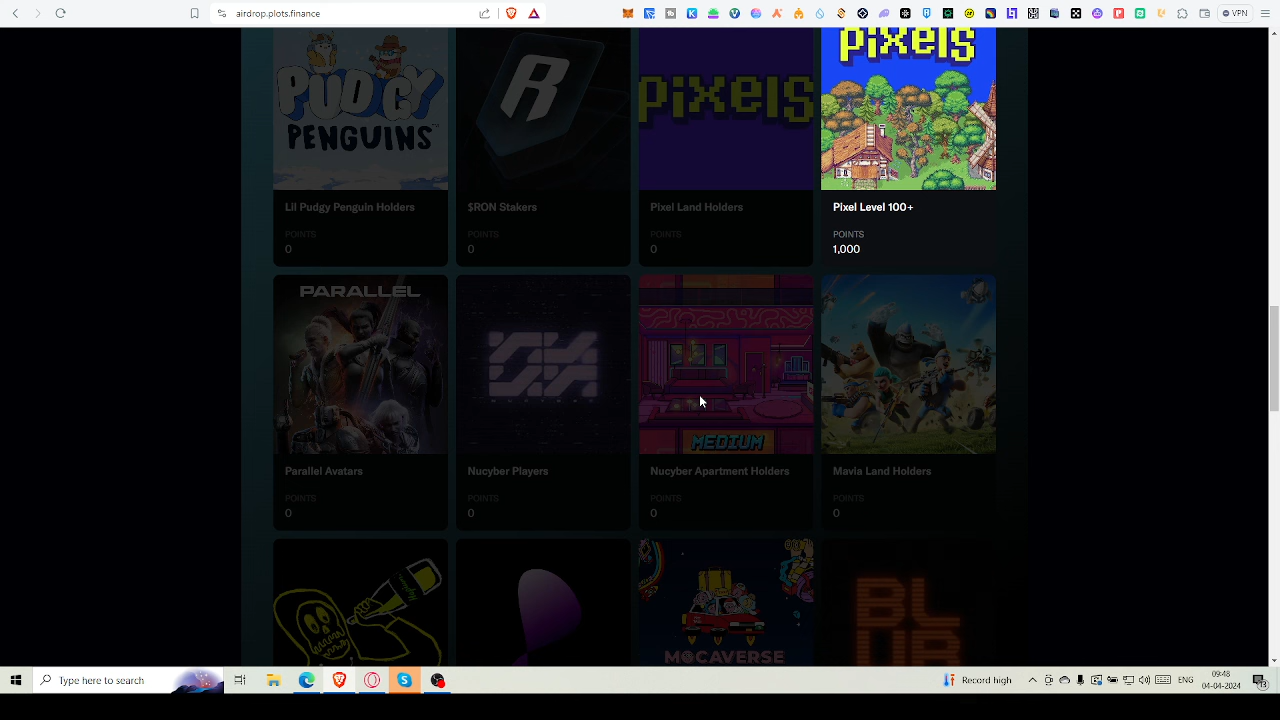 airdrop.plots.finance
VPN
PUDGY
PENGUINS
R
pixels
pixels
Lil Pudgy Penguin Holders
$RON Stakers
Pixel Land Holders
Pixel Level 100+
POINTS
POINTS
POINTS
POINTS
0
0
0
1,000
PARALLEL
MEDIUM
Parallel Avatars
Nucyber Players
Nucyber Apartment Holders
Mavia Land Holders
POINTS
POINTS
POINTS
POINTS
0
0
0
0
BL
UR
MOCAVERSE
Type here to search
Record high
ENG
09:48
04-04-2024
13